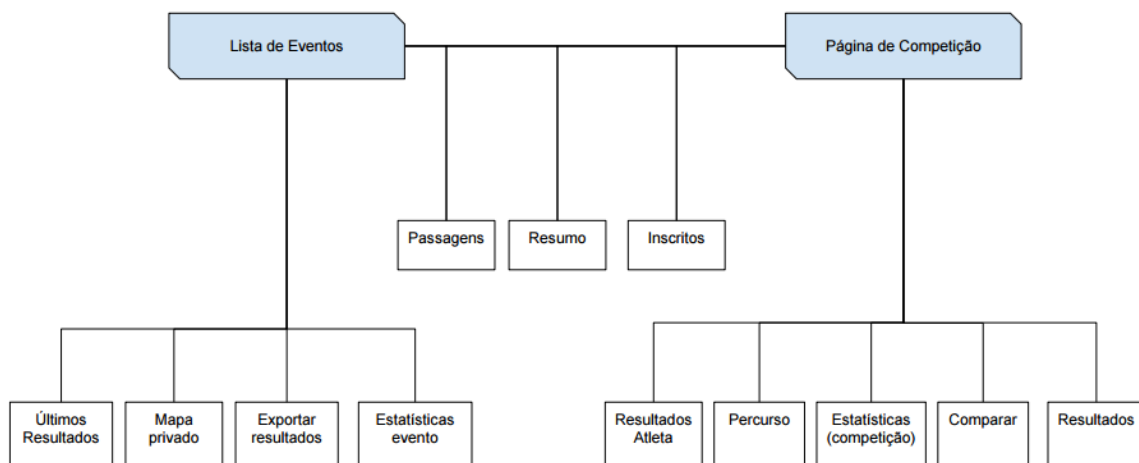 Lista de Eventos
Página de Competição
Passagens
Resumo
Inscritos
Últimos
Resultados
Mapa
privado
Exportar
resultados
Estatísticas
evento
Resultados
Atleta
Percurso
Estatísticas
(competição)
Comparar
Resultados